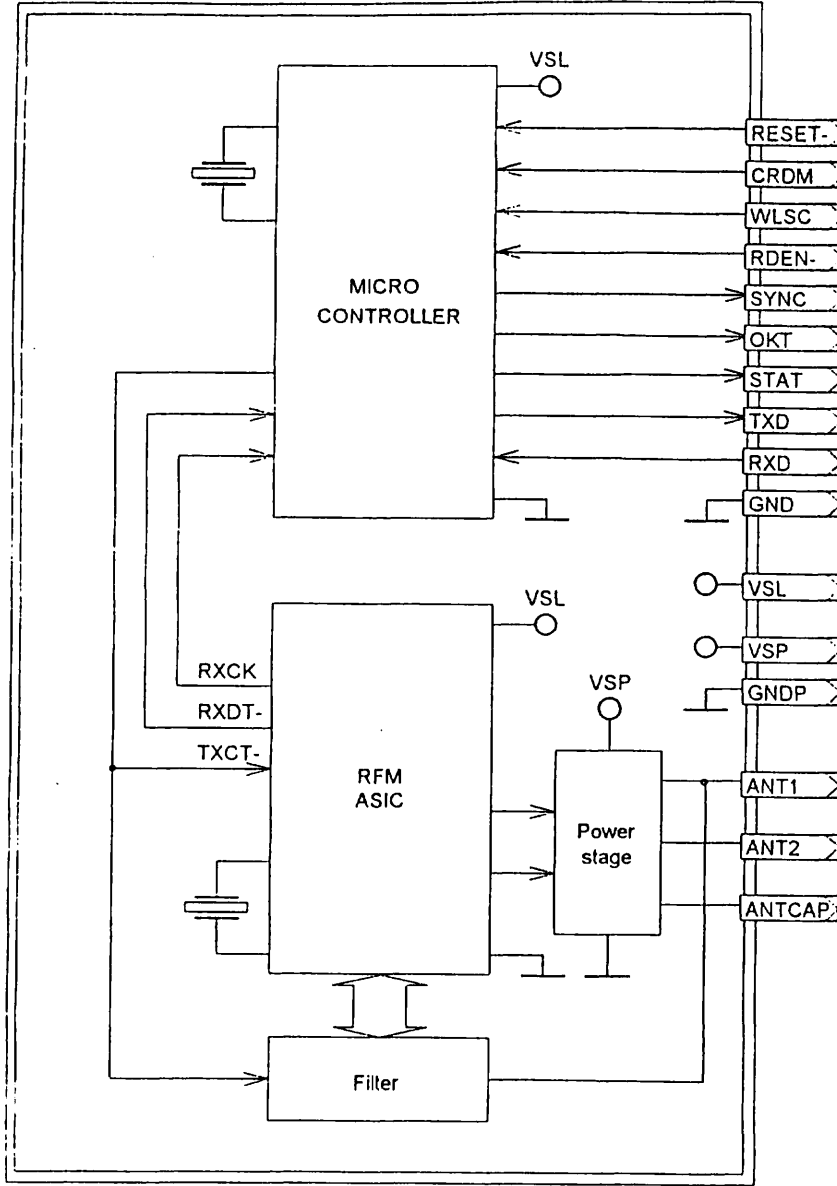 VSL
RESET-
CRDM
WLSC
RDEN-
SYNC
OKT
STAT
TXD
RXD
GND
MICRO
CONTROLLER
VSL
VSP
GNDP
VSL
RXCK
RXDT-
TXCT-
RFM
ASIC
VSP
Power
stage
ANT1
ANT2
ANTCAP
Filter